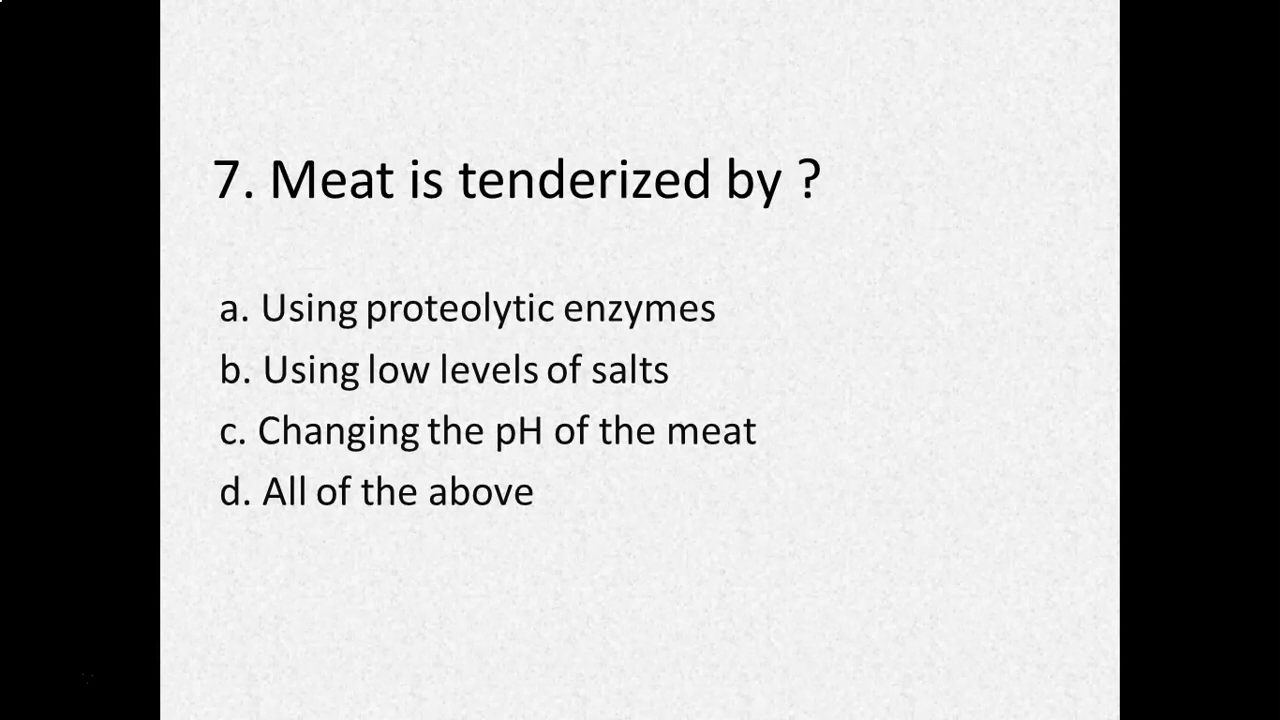 7. Meat is tenderized by ?
a. Using proteolytic enzymes
b. Using low levels of salts
c. Changing the pH of the meat
d. All of the above